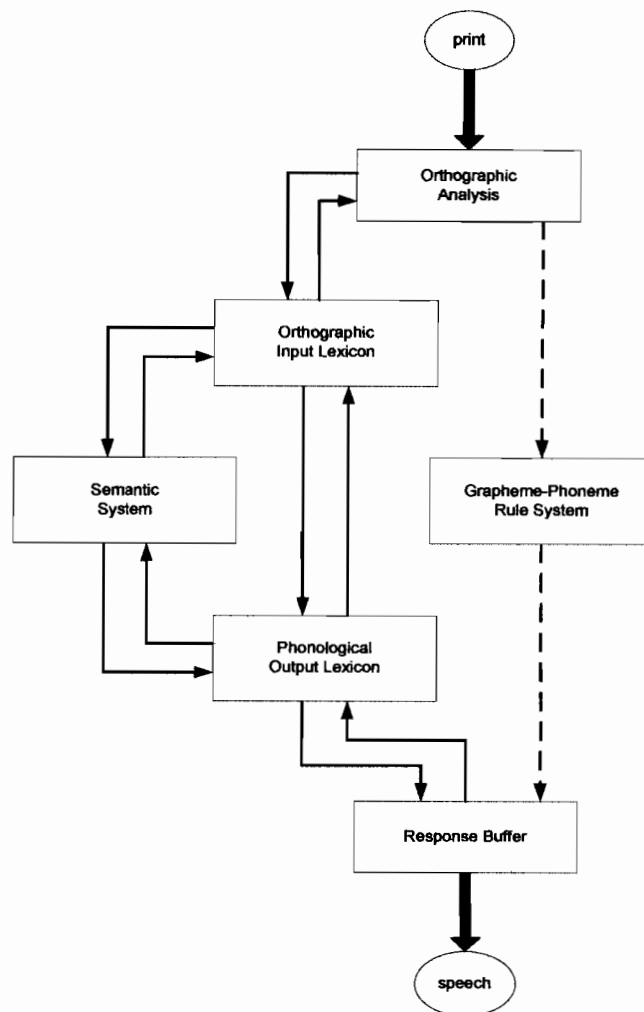 print
Orthographic
Analysis
Orthographic
Input Lexicon
Semantic
System
Grapheme-Phoneme
Rule System
Phonological
Output Lexicon
Response Buffer
speech